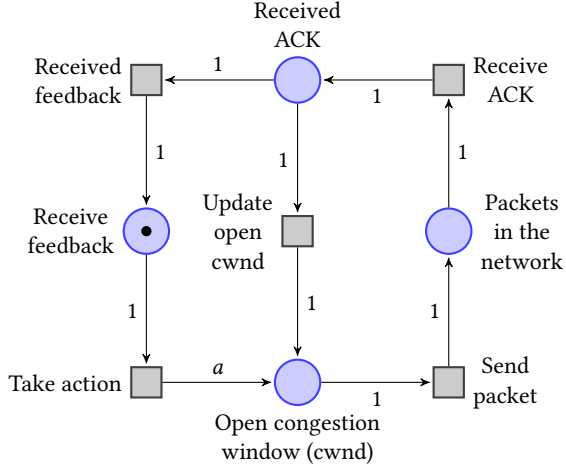 Received
ACK
Received
feedback
1
1
Receive
ACK
1
1
1
Receive
feedback
Update
open
cwnd
Packets
in the
network
1
1
1
Take action
a
1
Send
packet
Open congestion
window (cwnd)